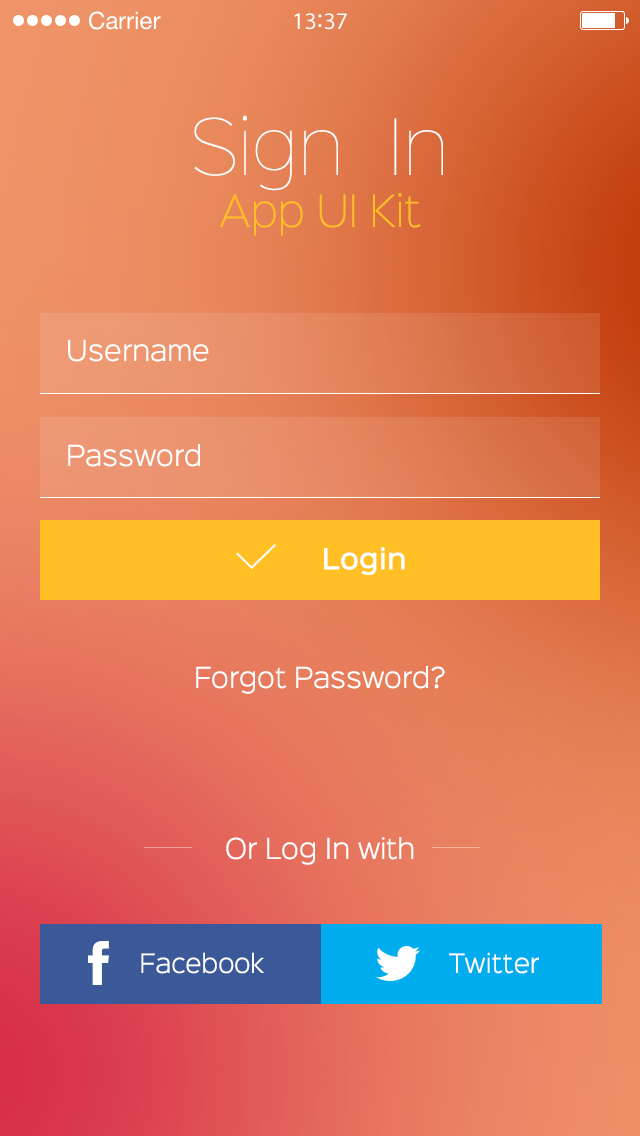 Carrier 13:37
Sign In
App UI Kit
Username
Password
Login
Forgot Password?
Or Log In with
Facebook Twitter